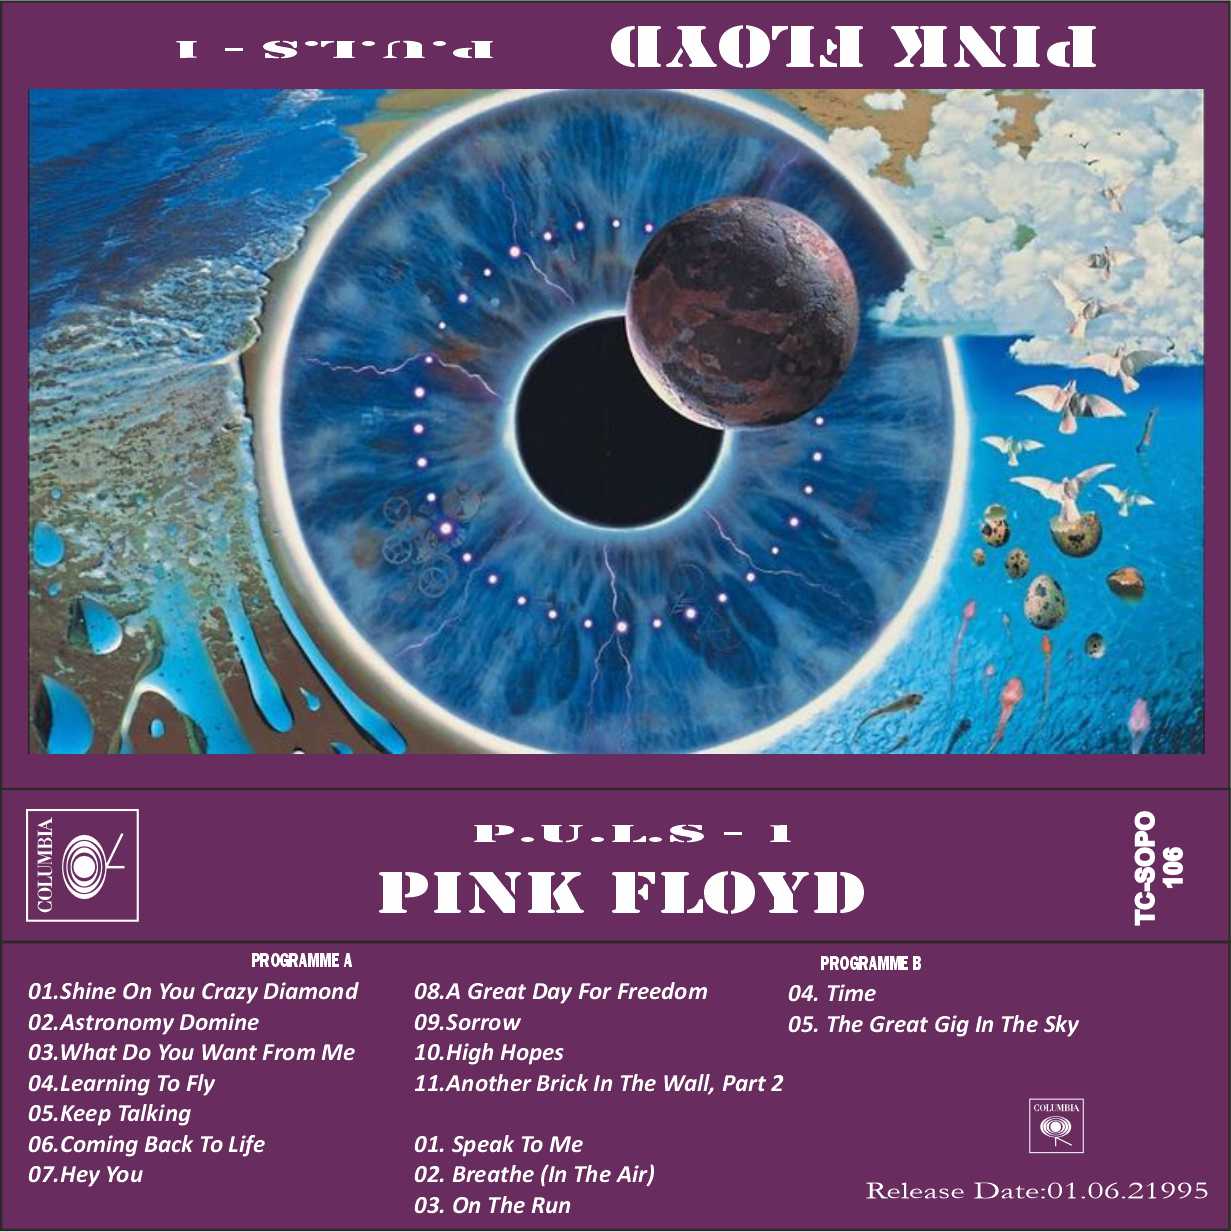 PINK FLOYD
P.U.L.S - 1
COLUMBIA
P.U.L.S - 1
PINK FLOYD
TC-SOPO
106
PROGRAMME A
01.Shine On You Crazy Diamond
02.Astronomy Domine
03.What Do You Want From Me
04.Learning To Fly
05.Keep Talking
06.Coming Back To Life
07.Hey You
08.A Great Day For Freedom
09.Sorrow
10.High Hopes
11.Another Brick In The Wall, Part 2
01. Speak To Me
02. Breathe (In The Air)
03. On The Run
PROGRAMME B
04. Time
05. The Great Gig In The Sky
COLUMBIA
Release Date:01.06.21995